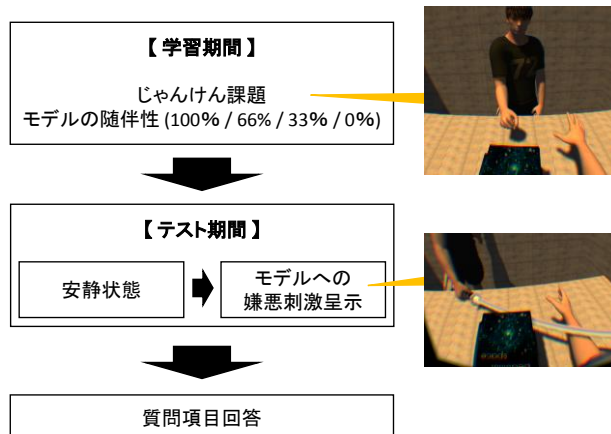 【 学習期間 】
じゃんけん課題
モデルの随伴性 (100% / 66% / 33% / 0%)
【 テスト期間 】
安静状態
モデルへの
嫌悪刺激呈示
質問項目回答